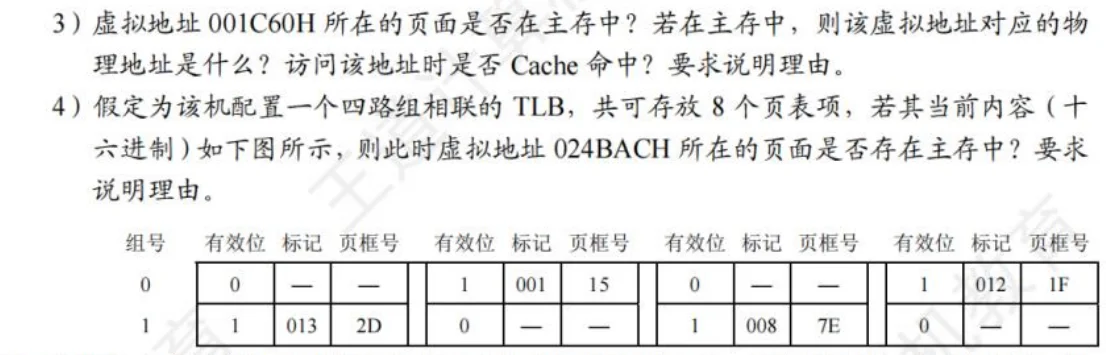 3）虚拟地址 001C60H 所在的页面是否在主存中？若在主存中，则该虚拟地址对应的物
理地址是什么？访问该地址时是否 Cache 命中？要求说明理由。
4）假定为该机配置一个四路组相联的 TLB，共可存放 8 个页表项，若其当前内容（十
六进制）如下图所示，则此时虚拟地址 024BACH 所在的页面是否存在主存中？要求
说明理由。
组号 有效位 标记 页框号 有效位 标记 页框号 有效位 标记 页框号 有效位 标记 页框号
0 0 — — 1 001 15 0 — — 1 012 1F
1 1 013 2D 0 — — 1 008 7E 0 — —